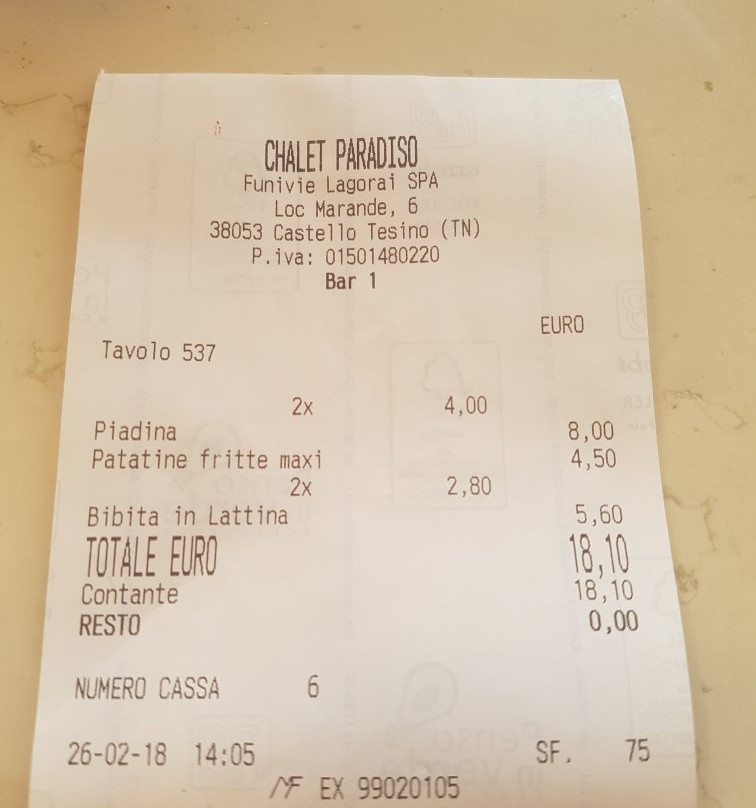 CHALET PARADISO
Funivie Lagorai SPA
Loc Marande, 6
38053 Castello Tesino (TN)
P.iva: 01501480220
Bar 1
EURO
Tavolo 537
2x 4,00
Piadina 8,00
Patatine fritte maxi 4,50
2x 2,80
Bibita in Lattina 5,60
TOTALE EURO 18,10
Contante 18,10
RESTO 0,00
NUMERO CASSA 6
26-02-18 14:05 SF. 75
MF EX 99020105